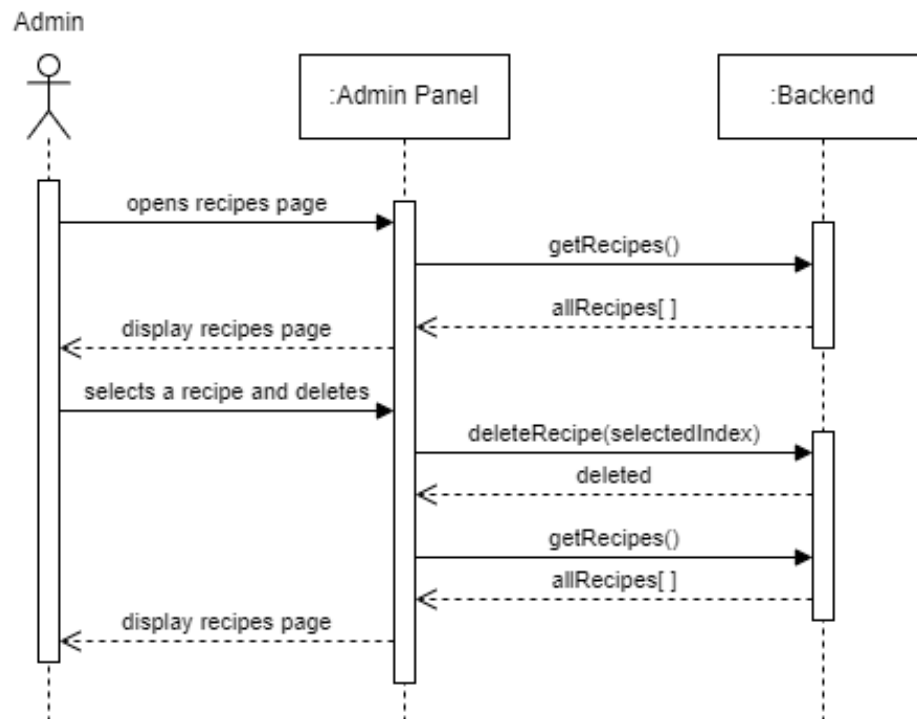 Admin
:Admin Panel
:Backend
opens recipes page
getRecipes()
allRecipes[ ]
display recipes page
selects a recipe and deletes
deleteRecipe(selectedIndex)
deleted
getRecipes()
allRecipes[ ]
display recipes page